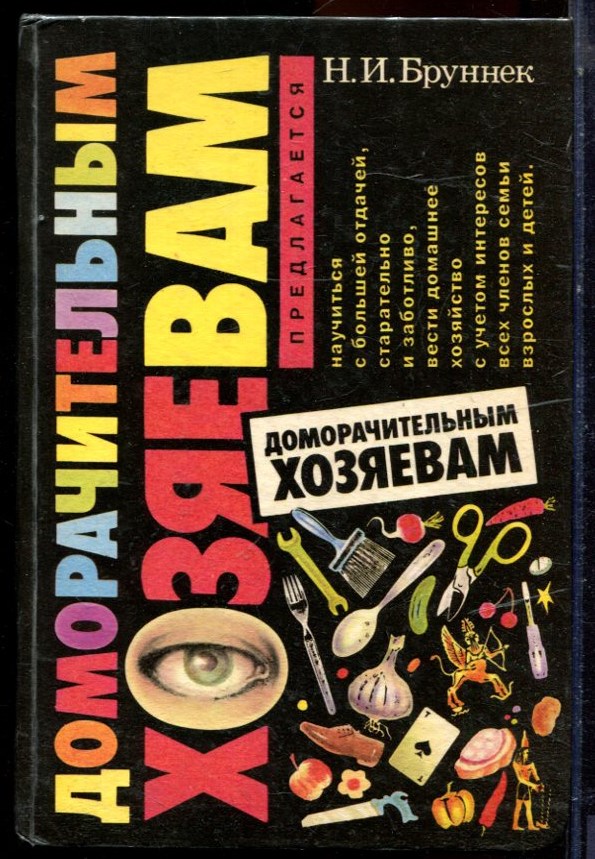 Н. И. Бруннек
ДОМОРАЧИТЕЛЬНЫМ
ХОЗЯЕВАМ
ПРЕДЛАГАЕТСЯ
научиться
с большей отдачей,
старательно
и заботливо,
вести домашнее
хозяйство
с учетом интересов
всех членов семьи
взрослых и детей.
ДОМОРАЧИТЕЛЬНЫМ
ХОЗЯЕВАМ